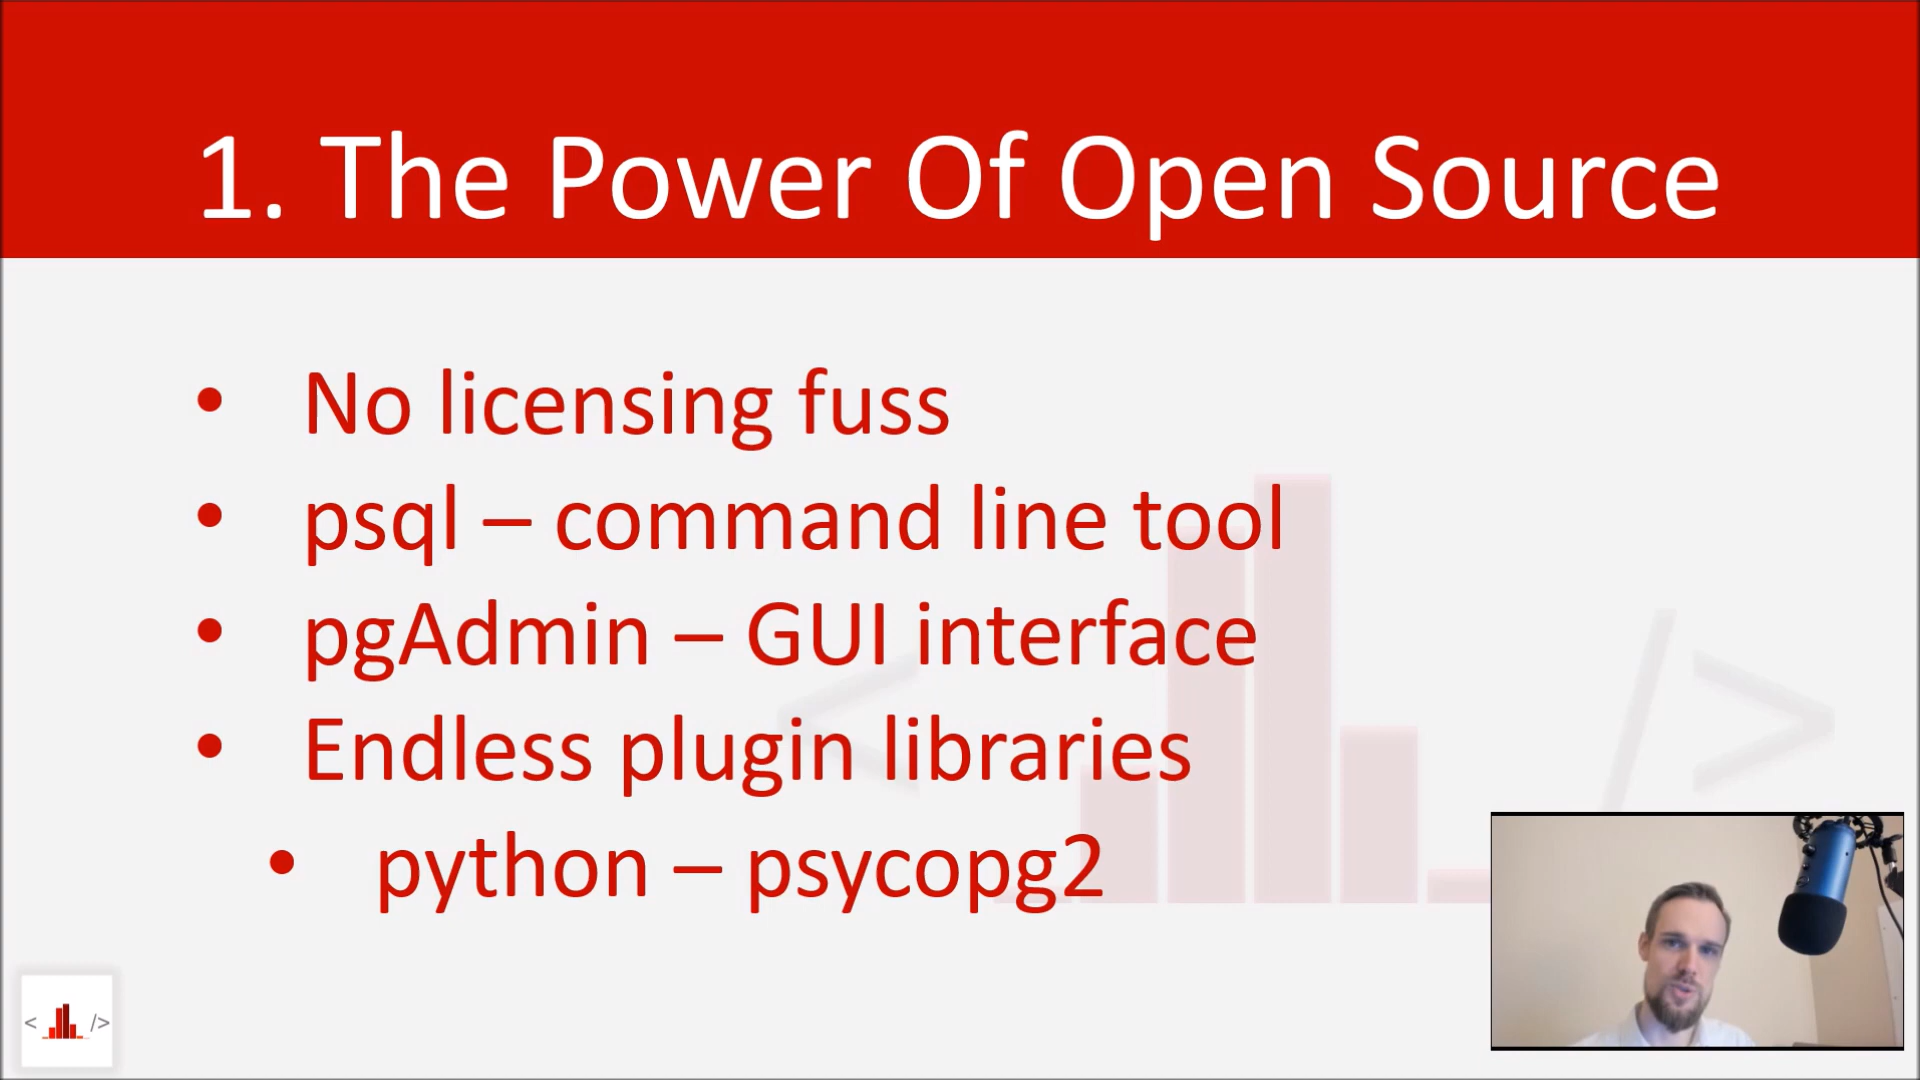 1. The Power Of Open Source
• No licensing fuss
• psql – command line tool
• pgAdmin – GUI interface
• Endless plugin libraries
• python – psycopg2
< />